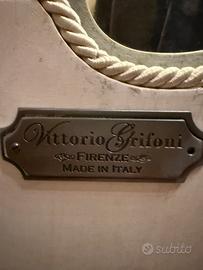 Vittorio Grifoni
FIRENZE
MADE IN ITALY
subito